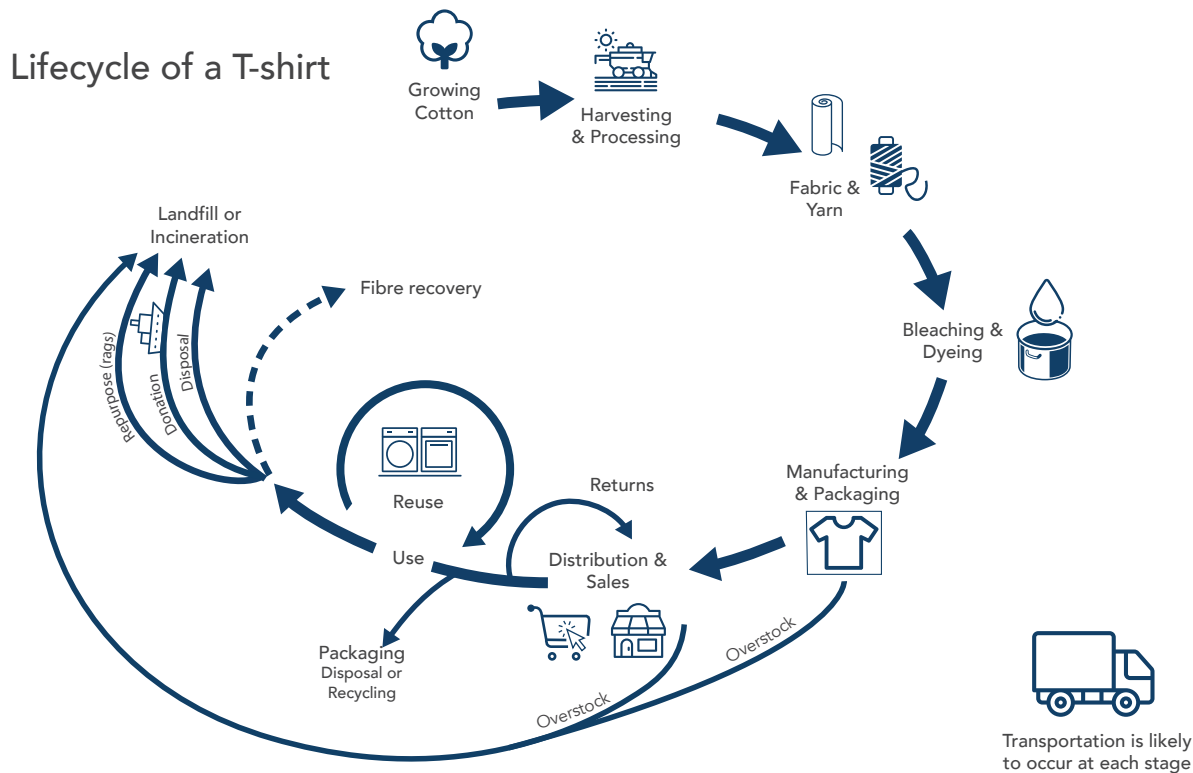 Lifecycle of a T-shirt
Growing
Cotton
Harvesting
& Processing
Fabric &
Yarn
Bleaching &
Dyeing
Manufacturing
& Packaging
Distribution &
Sales
Returns
Overstock
Overstock
Use
Reuse
Packaging
Disposal or
Recycling
Fibre recovery
Disposal
Donation
Repurpose (rags)
Landfill or
Incineration
Transportation is likely
to occur at each stage